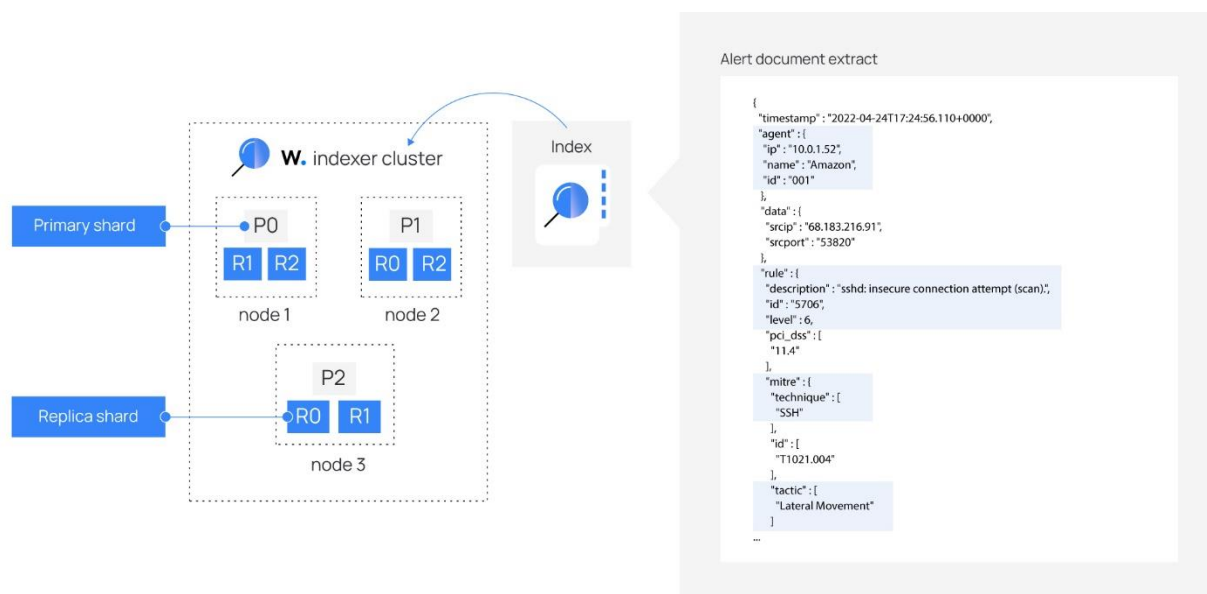 Alert document extract
{
"timestamp" : "2022-04-24T17:24:56.110+0000",
"agent" : {
"ip" : "10.0.1.52",
"name" : "Amazon",
"id" : "001"
},
"data" : {
"srcip" : "68.183.216.91",
"srcport" : "53820"
},
"rule" : {
"description" : "sshd: insecure connection attempt (scan).",
"id" : "5706",
"level" : 6,
"pci_dss" : [
"11.4"
],
"mitre" : {
"technique" : [
"SSH"
],
"id" : [
"T1021.004"
],
"tactic" : [
"Lateral Movement"
]
...
Index
W. indexer cluster
Primary shard
P0
R1 R2
node 1
P1
R0 R2
node 2
P2
Replica shard
R0 R1
node 3